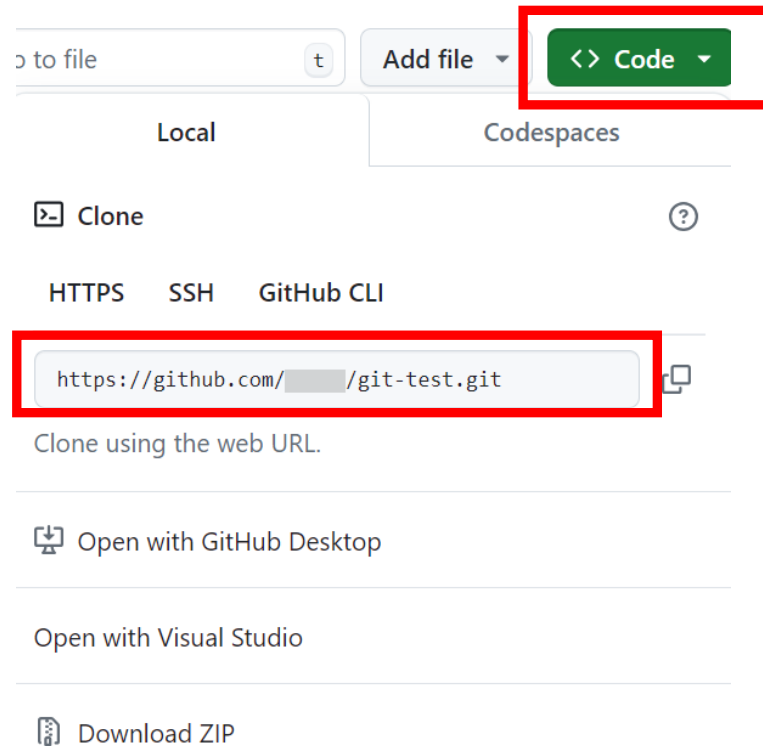 to file t Add file <> Code
Local Codespaces
Clone
HTTPS SSH GitHub CLI
https://github.com/ /git-test.git
Clone using the web URL.
Open with GitHub Desktop
Open with Visual Studio
Download ZIP